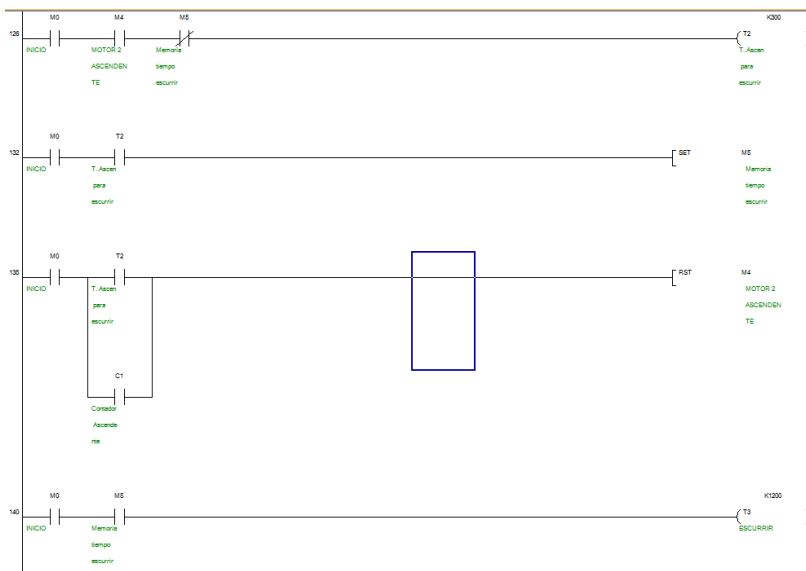 M0 M4 M5 K300
126 T2
INICIO MOTOR 2 Memoria T. Ascen
ASCENDEN tiempo para
TE escurrir escurrir
M0 T2
132 SET M5
INICIO T. Ascen Memoria
para tiempo
escurrir escurrir
M0 T2
135 RST M4
INICIO T. Ascen MOTOR 2
para ASCENDEN
escurrir TE
C1
Contador
Ascende
nte
M0 M5 K1200
140 T3
INICIO Memoria ESCURRIR
tiempo
escurrir